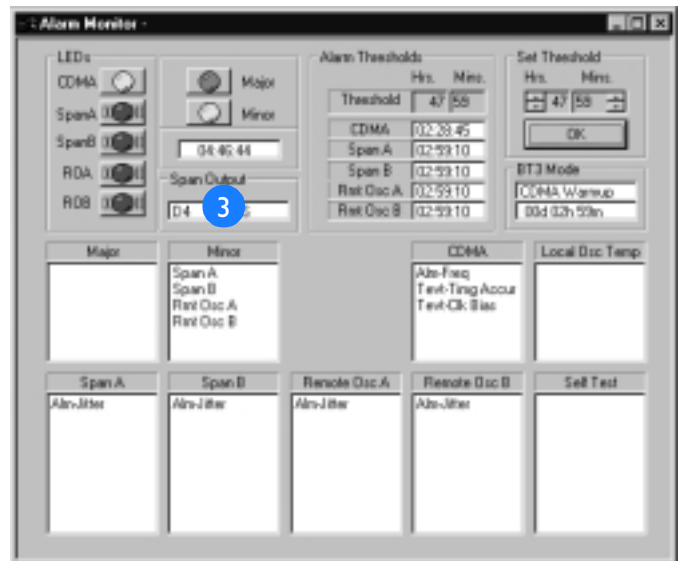 Alarm Monitor -
LEDs
CDMA
SpanA
SpanB
ROA
ROB
Major
Minor
04:46:44
Span Output
D4
3
Alarm Thresholds
Hrs. Mins.
Threshold 47 59
CDMA 02:28:45
Span A 02:59:10
Span B 02:59:10
Rmt Osc A 02:59:10
Rmt Osc B 02:59:10
Set Threshold
Hrs. Mins.
47 59
OK
BT3 Mode
CDMA Warmup
00d 02h 59m
Major
Minor
Span A
Span B
Rmt Osc A
Rmt Osc B
CDMA
Alm-Freq
Tevt-Timg Accur
Tevt-Clk Bias
Local Osc Temp
Span A
Alm-Jitter
Span B
Alm-Jitter
Remote Osc A
Alm-Jitter
Remote Osc B
Alm-Jitter
Self Test